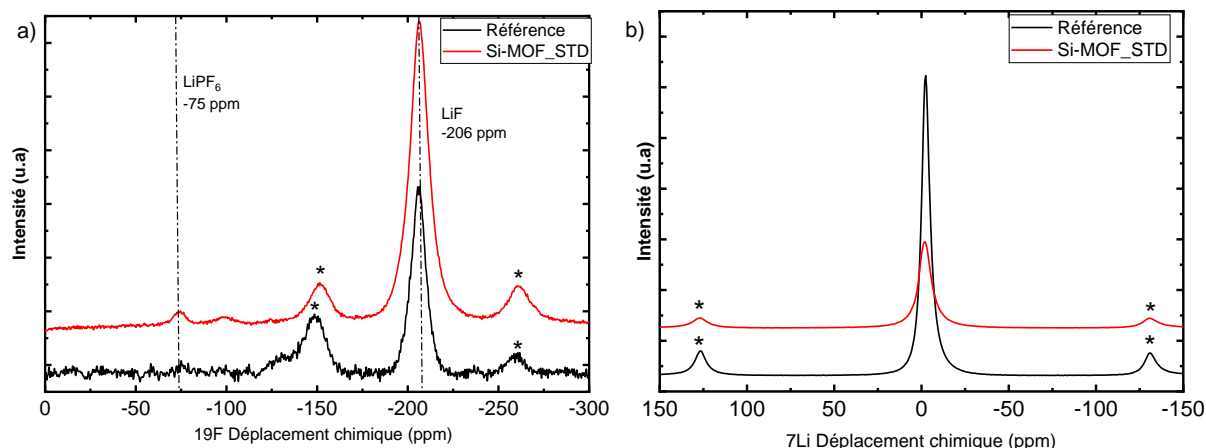 a)
Référence
Si-MOF_STD
LiPF6
-75 ppm
LiF
-206 ppm
*
*
*
*
Intensité (u.a)
0 -50 -100 -150 -200 -250 -300
19F Déplacement chimique (ppm)
b)
Référence
Si-MOF_STD
*
*
*
*
Intensité (u.a)
150 100 50 0 -50 -100 -150
7Li Déplacement chimique (ppm)